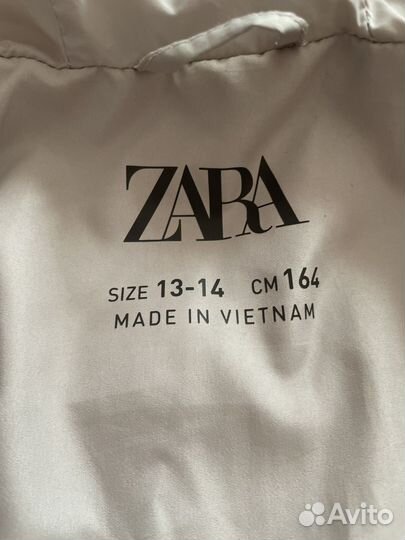 ZARA
SIZE 13-14 CM 164
MADE IN VIETNAM
Avito